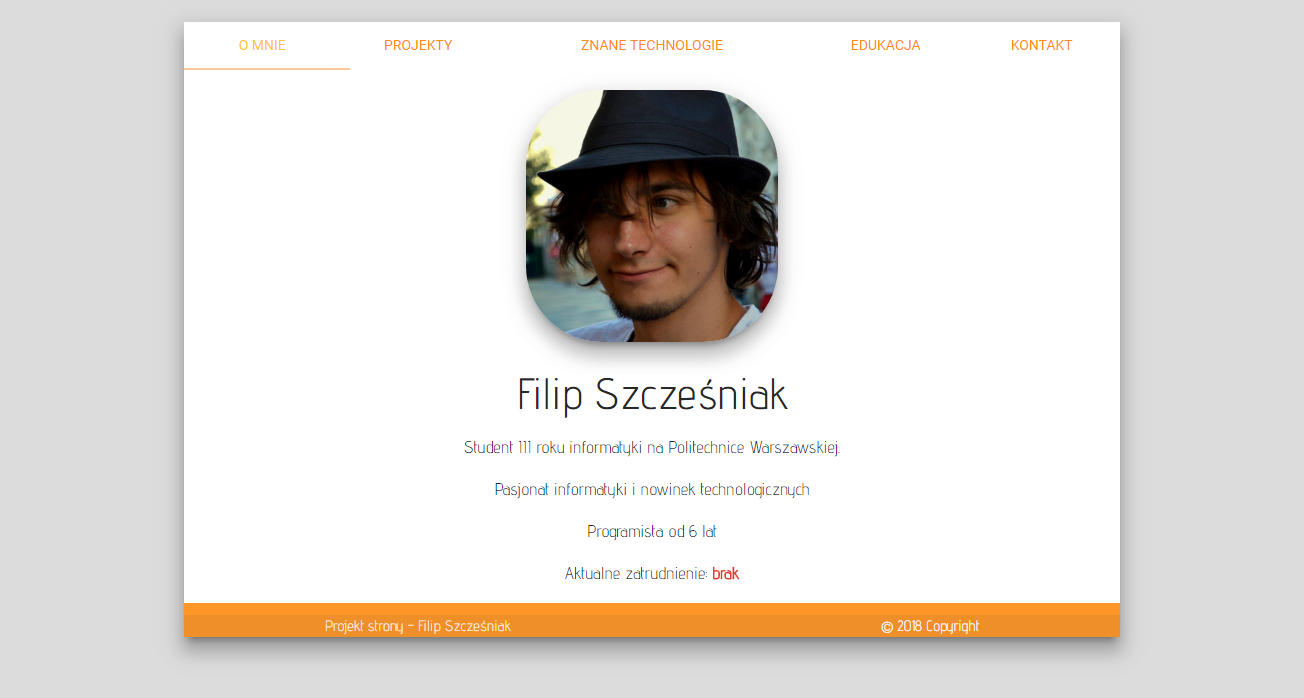 O MNIE PROJEKTY ZNANE TECHNOLOGIE EDUKACJA KONTAKT
Filip Szcześniak
Student III roku informatyki na Politechnice Warszawskiej.
Pasjonat informatyki i nowinek technologicznych
Programista od 6 lat
Aktualne zatrudnienie: brak
Projekt strony - Filip Szcześniak © 2018 Copyright